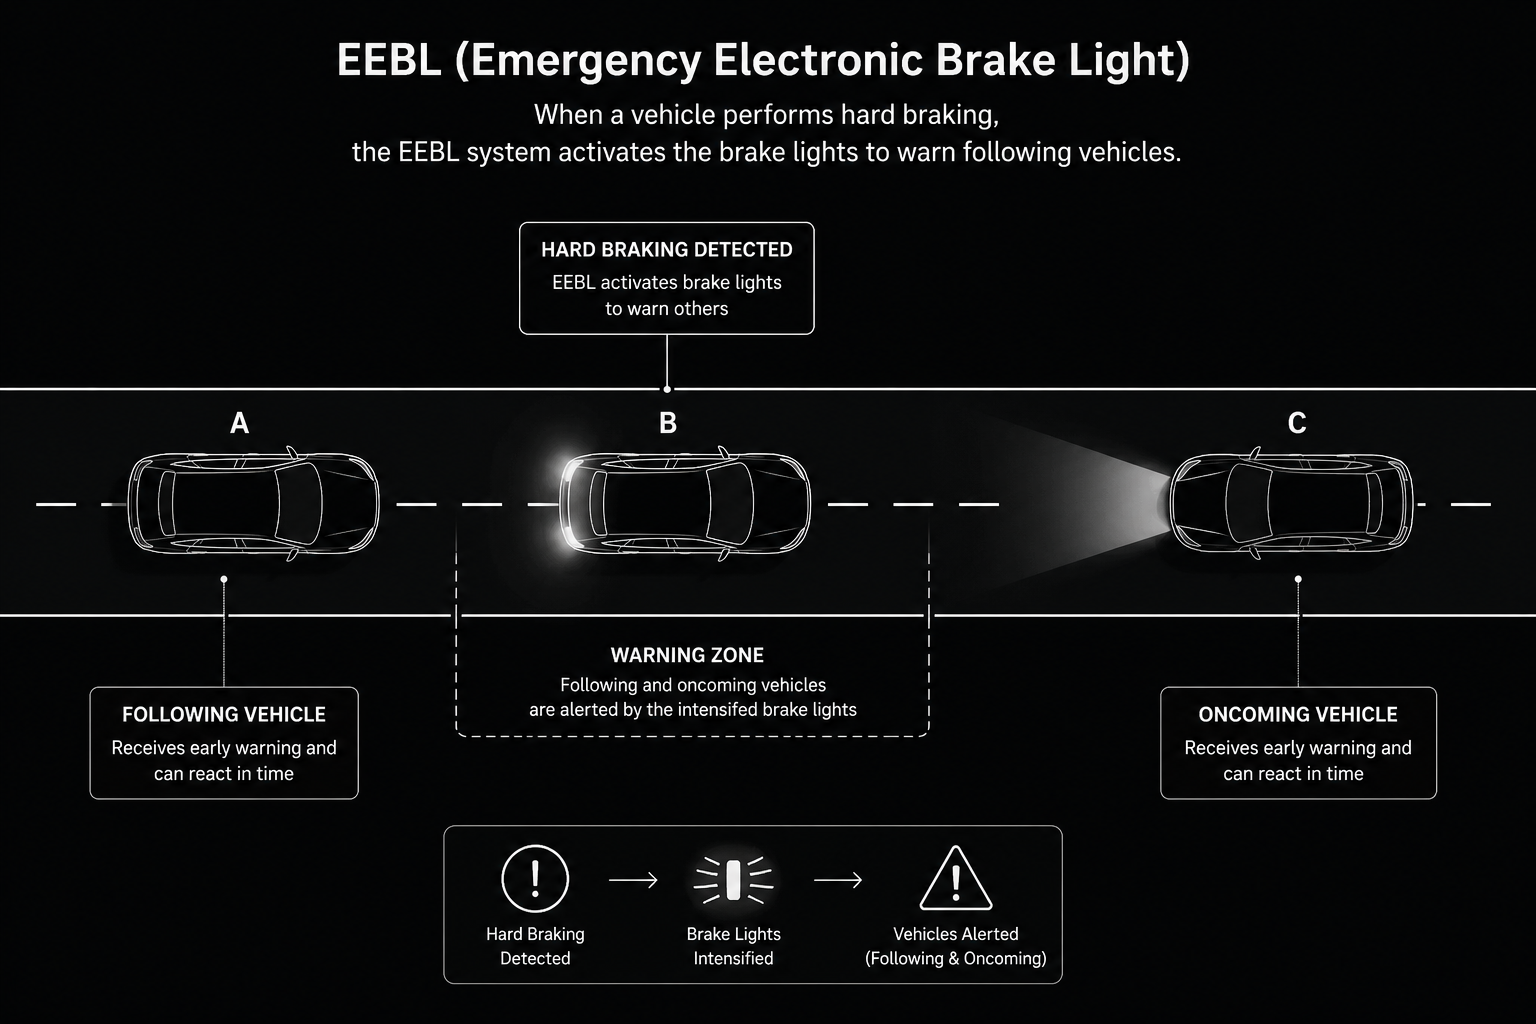 EEBL (Emergency Electronic Brake Light)
When a vehicle performs hard braking,
the EEBL system activates the brake lights to warn following vehicles.
HARD BRAKING DETECTED
EEBL activates brake lights
to warn others
A
B
C
WARNING ZONE
Following and oncoming vehicles
are alerted by the intensifed brake lights
FOLLOWING VEHICLE
Receives early warning and
can react in time
ONCOMING VEHICLE
Receives early warning and
can react in time
Hard Braking
Detected
Brake Lights
Intensified
Vehicles Alerted
(Following & Oncoming)